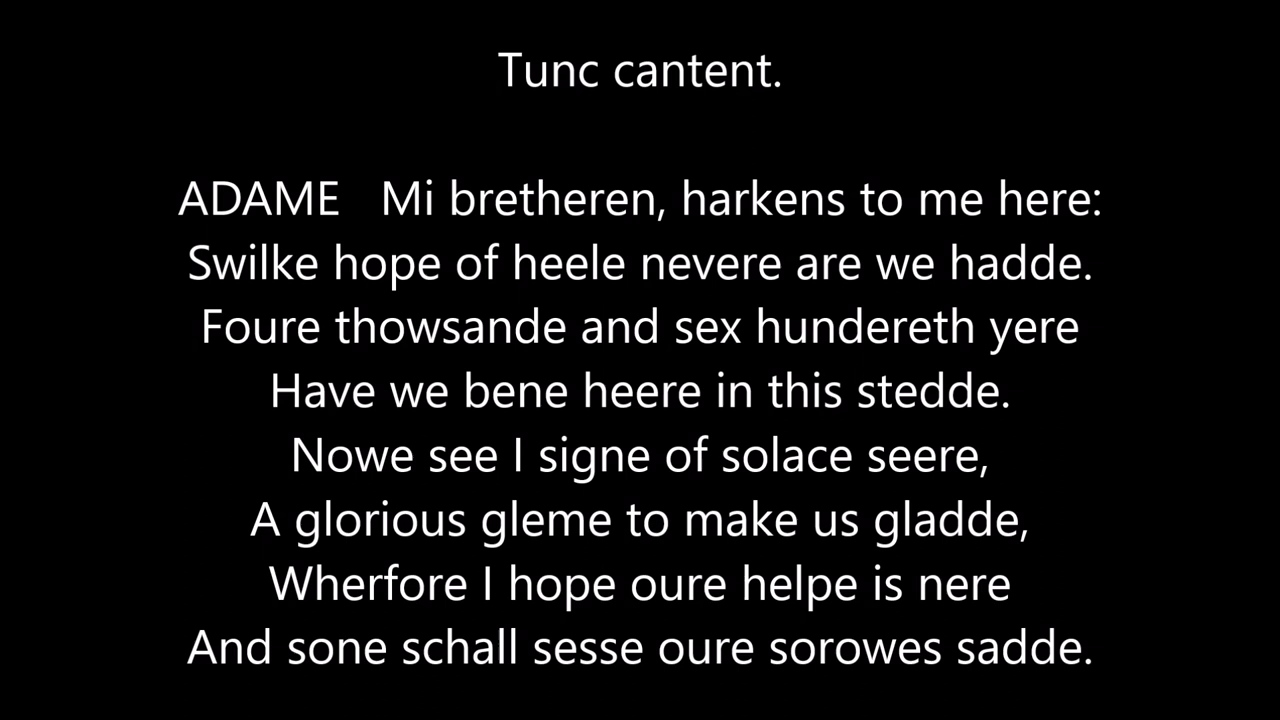 Tunc cantent.
ADAME Mi bretheren, harkens to me here:
Swilke hope of heele nevere are we hadde.
Foure thowsande and sex hundereth yere
Have we bene heere in this stedde.
Nowe see I signe of solace seere,
A glorious gleme to make us gladde,
Wherfore I hope oure helpe is nere
And sone schall sesse oure sorowes sadde.